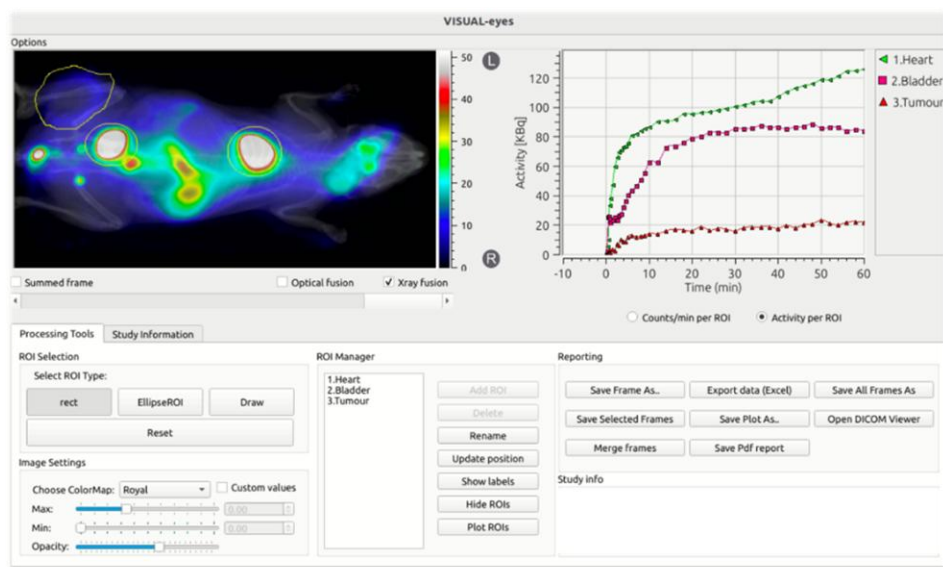 VISUAL-eyes
Options
50
40
30
20
10
0
L
R
Activity [KBq]
120
100
80
60
40
20
0
-10 0 10 20 30 40 50 60
Time (min)
1.Heart
2.Bladder
3.Tumour
Summed frame Optical fusion Xray fusion
Counts/min per ROI Activity per ROI
Processing Tools Study Information
ROI Selection
Select ROI Type:
rect EllipseROI Draw
Reset
Image Settings
Choose ColorMap: Royal Custom values
Max: 0.00
Min: 0.00
Opacity:
ROI Manager
1.Heart
2.Bladder
3.Tumour
Add ROI
Delete
Rename
Update position
Show labels
Hide ROIs
Plot ROIs
Reporting
Save Frame As.. Export data (Excel) Save All Frames As
Save Selected Frames Save Plot As.. Open DICOM Viewer
Merge frames Save Pdf report
Study info